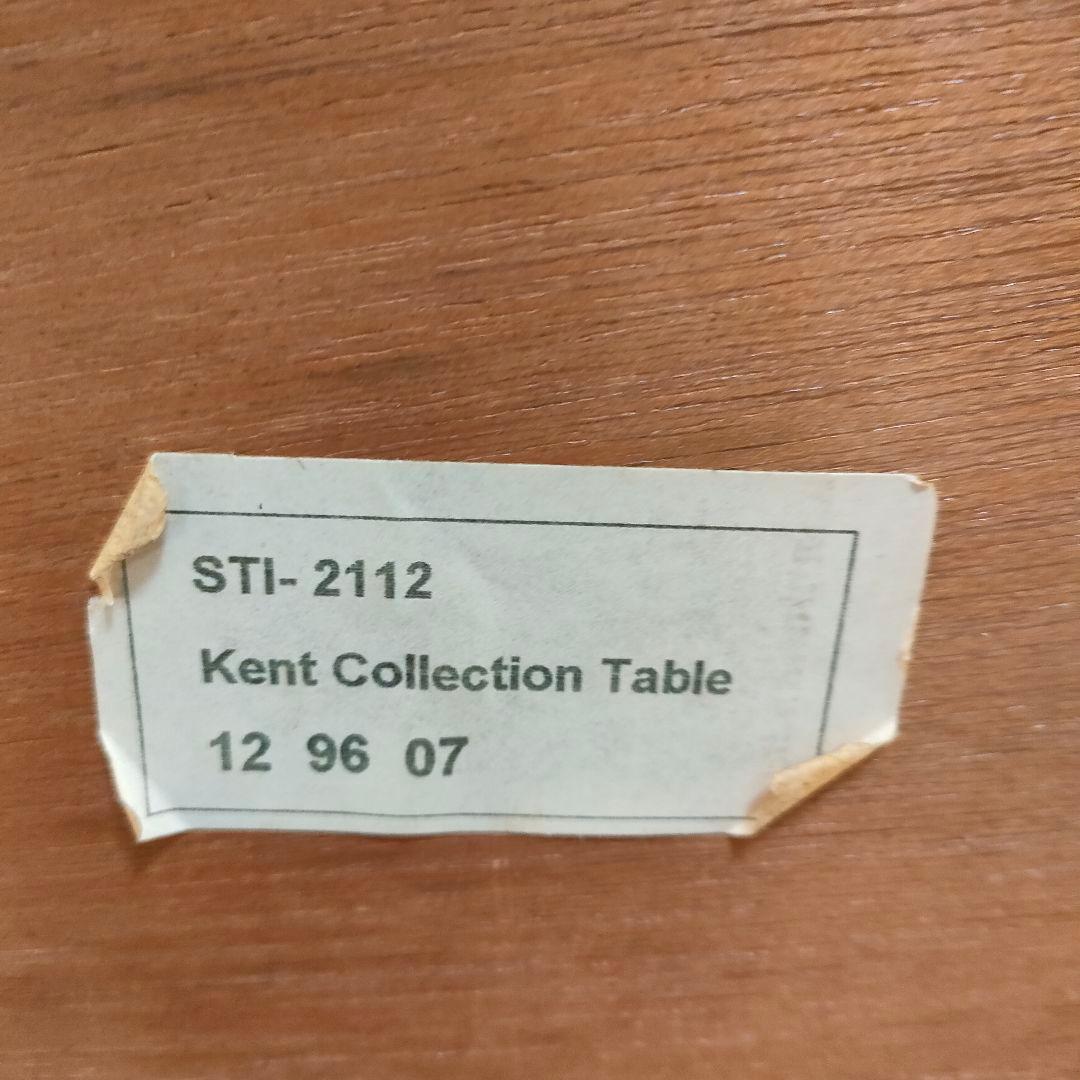 STI- 2112
Kent Collection Table
12 96 07